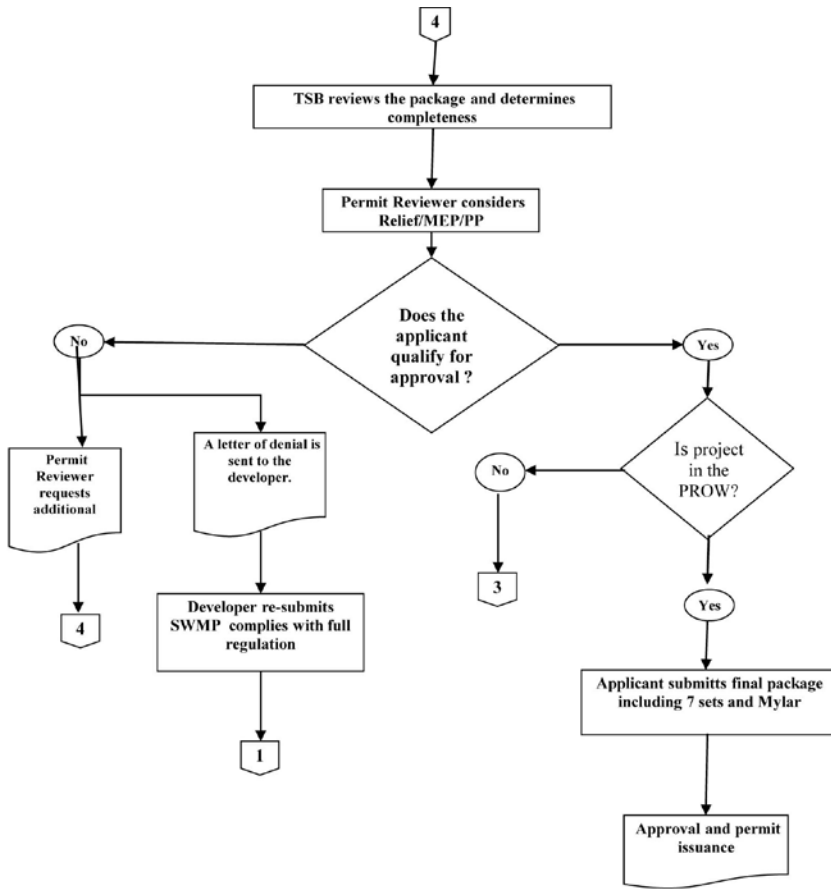 4
TSB reviews the package and determines
completeness
Permit Reviewer considers
Relief/MEP/PP
Does the
applicant
qualify for
approval ?
No
Yes
Permit
Reviewer
requests
additional
A letter of denial is
sent to the
developer.
Is project
in the
PROW?
No
4
Developer re-submits
SWMP complies with full
regulation
3
Yes
1
Applicant submits final package
including 7 sets and Mylar
Approval and permit
issuance